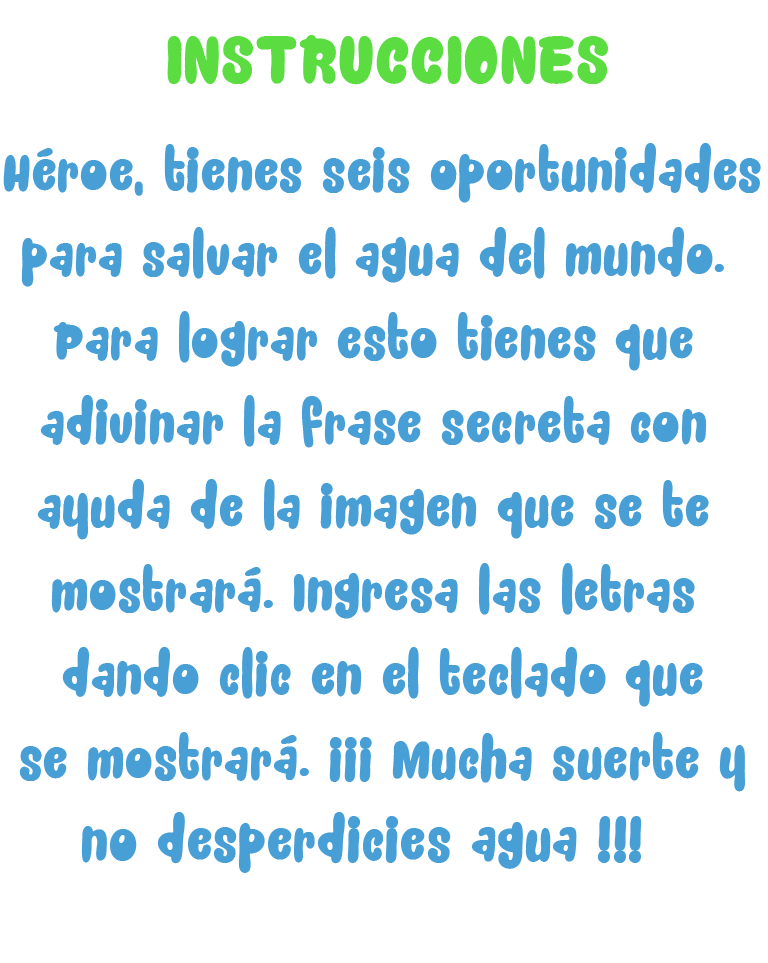 INSTRUCCIONES
Héroe, tienes seis oportunidades
para salvar el agua del mundo.
Para lograr esto tienes que
adivinar la frase secreta con
ayuda de la imagen que se te
mostrará. Ingresa las letras
dando clic en el teclado que
se mostrará. ¡¡¡ Mucha suerte y
no desperdicies agua !!!